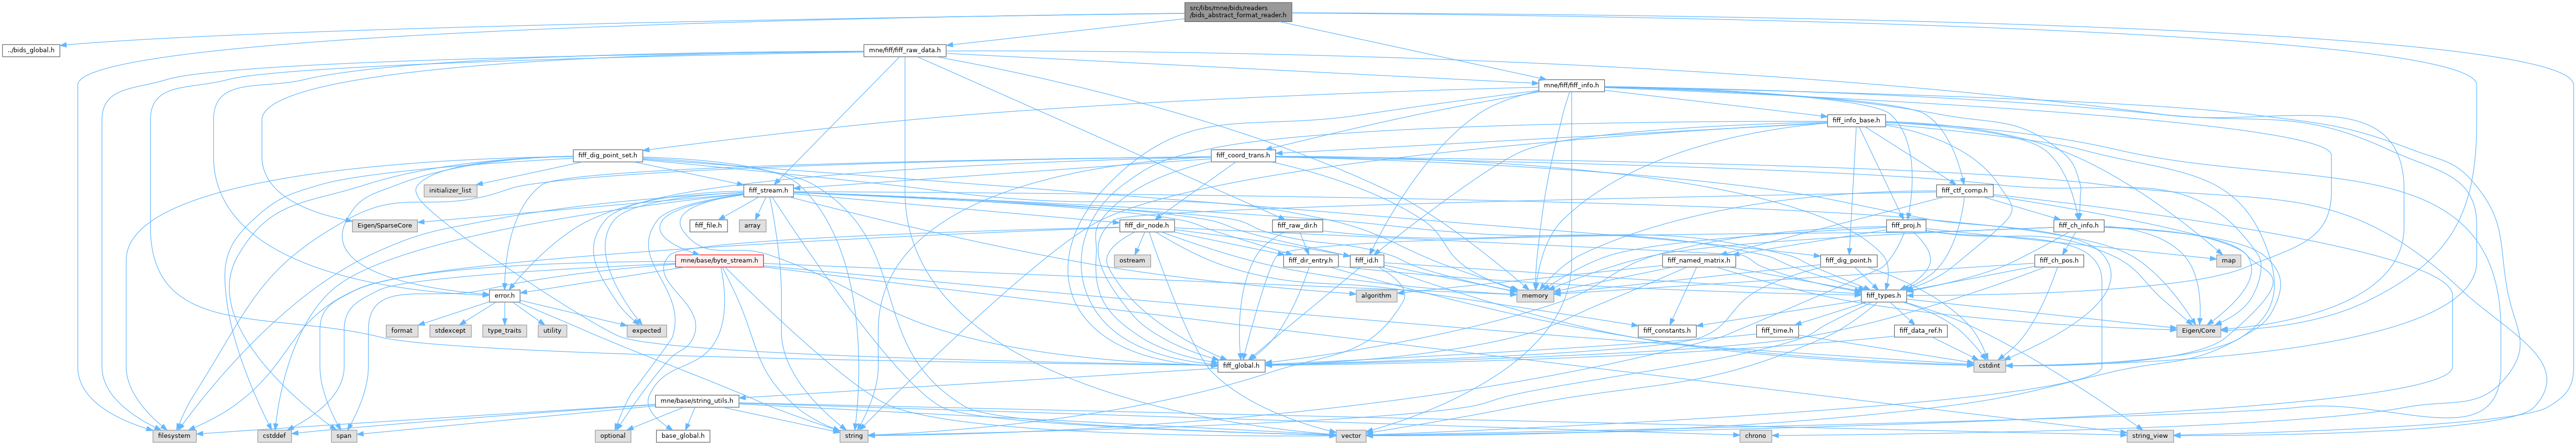 src/libs/mne/bids/readers
/bids_abstract_format_reader.h
../bids_global.h
mne/fiff/fiff_raw_data.h
mne/fiff/fiff_info.h
fiff_info_base.h
fiff_dig_point_set.h
fiff_coord_trans.h
initializer_list
fiff_stream.h
fiff_ctf_comp.h
Eigen/SparseCore
fiff_file.h
array
fiff_dir_node.h
fiff_raw_dir.h
fiff_proj.h
fiff_ch_info.h
mne/base/byte_stream.h
ostream
fiff_dir_entry.h
fiff_id.h
fiff_named_matrix.h
fiff_dig_point.h
fiff_ch_pos.h
map
error.h
algorithm
memory
fiff_types.h
format
stdexcept
type_traits
utility
expected
fiff_constants.h
fiff_time.h
fiff_data_ref.h
Eigen/Core
fiff_global.h
cstdint
mne/base/string_utils.h
filesystem
cstddef
span
optional
base_global.h
string
vector
chrono
string_view